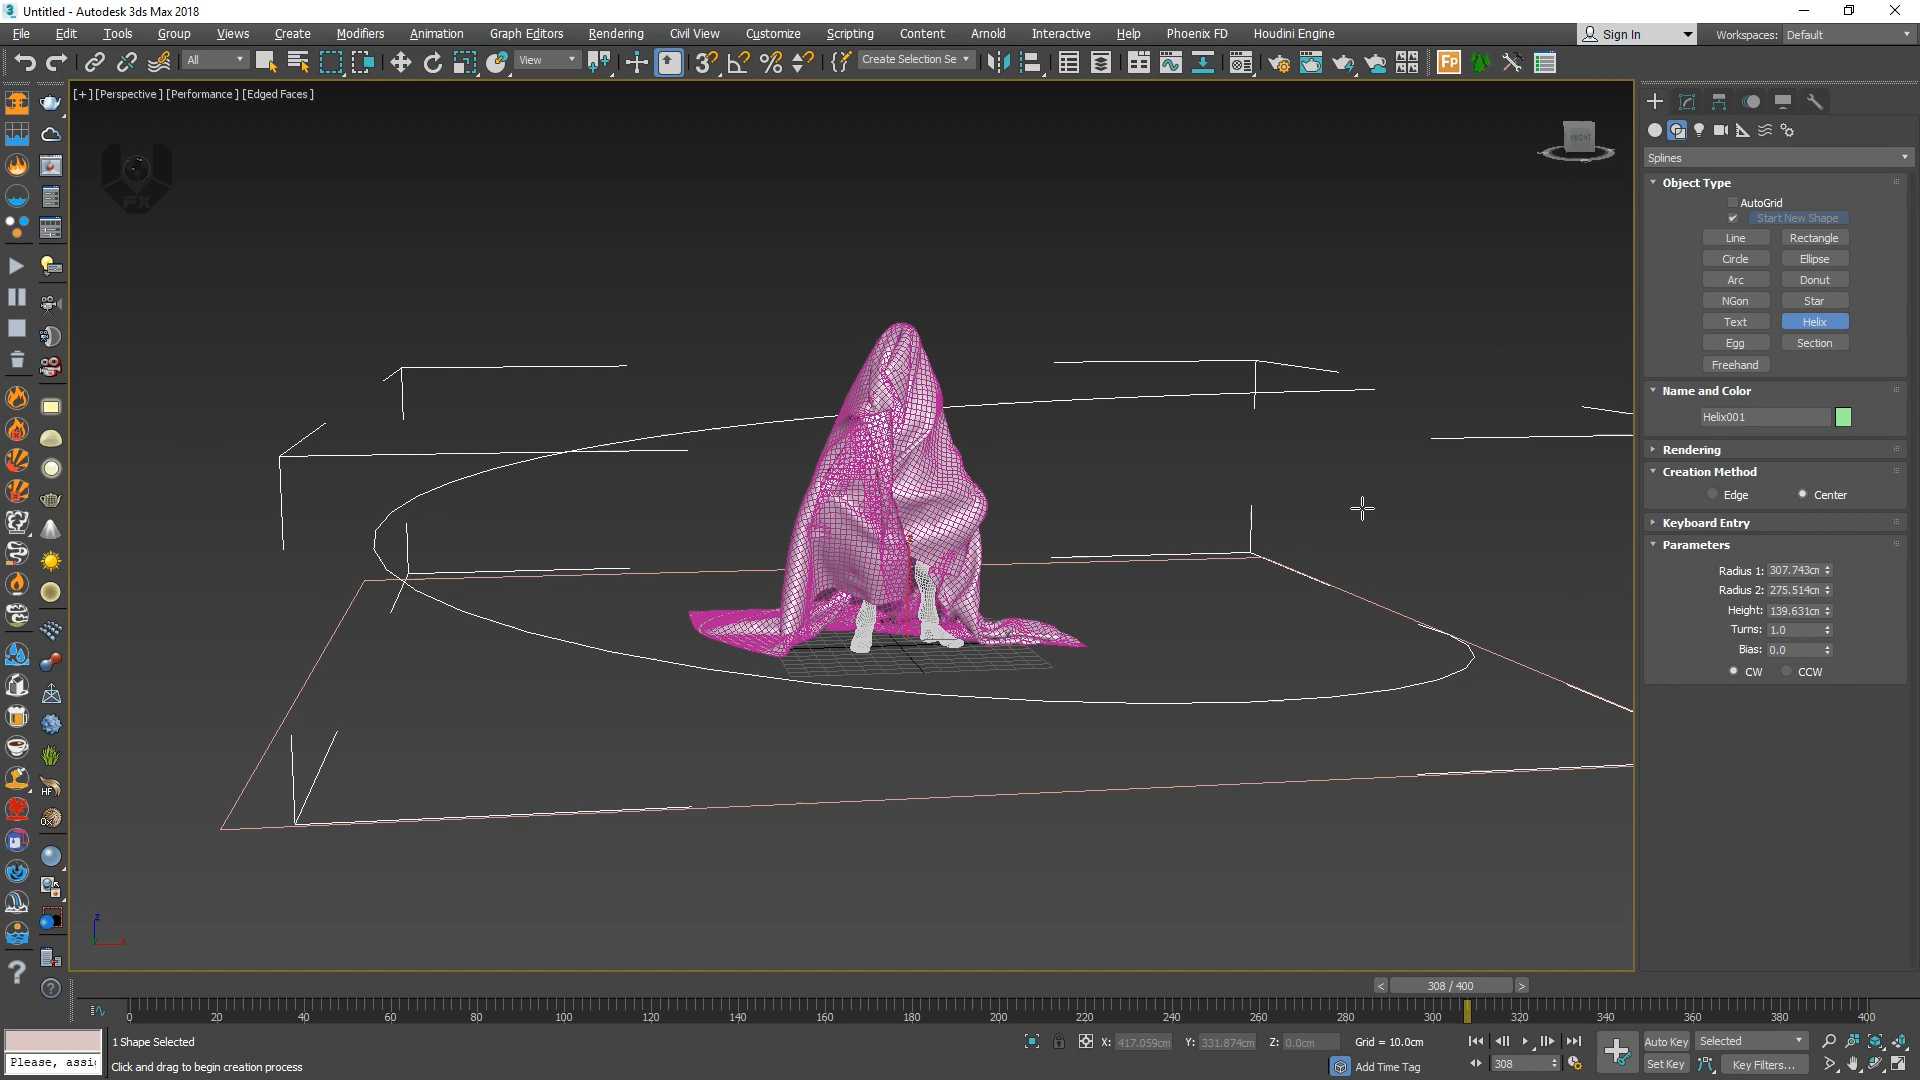 Untitled - Autodesk 3ds Max 2018
File Edit Tools Group Views Create Modifiers Animation Graph Editors Rendering Civil View Customize Scripting Content Arnold Interactive Help Phoenix FD Houdini Engine Sign In Workspaces: Default
All View Create Selection Se FP
[+] [Perspective] [Performance] [Edged Faces]
FRONT
FX
Splines
Object Type
AutoGrid
Start New Shape
Line Rectangle
Circle Ellipse
Arc Donut
NGon Star
Text Helix
Egg Section
Freehand
Name and Color
Helix001
Rendering
Creation Method
Edge Center
Keyboard Entry
Parameters
Radius 1: 307.743cm
Radius 2: 275.514cm
Height: 139.631cm
Turns: 1.0
Bias: 0.0
CW CCW
HF
308 / 400
0 20 40 60 80 100 120 140 160 180 200 220 240 260 280 300 320 340 360 380 400
1 Shape Selected X: 417.059cm Y: 331.874cm Z: 0.0cm Grid = 10.0cm Auto Key Selected
Please, assi Click and drag to begin creation process Add Time Tag 308 Set Key Key Filters...